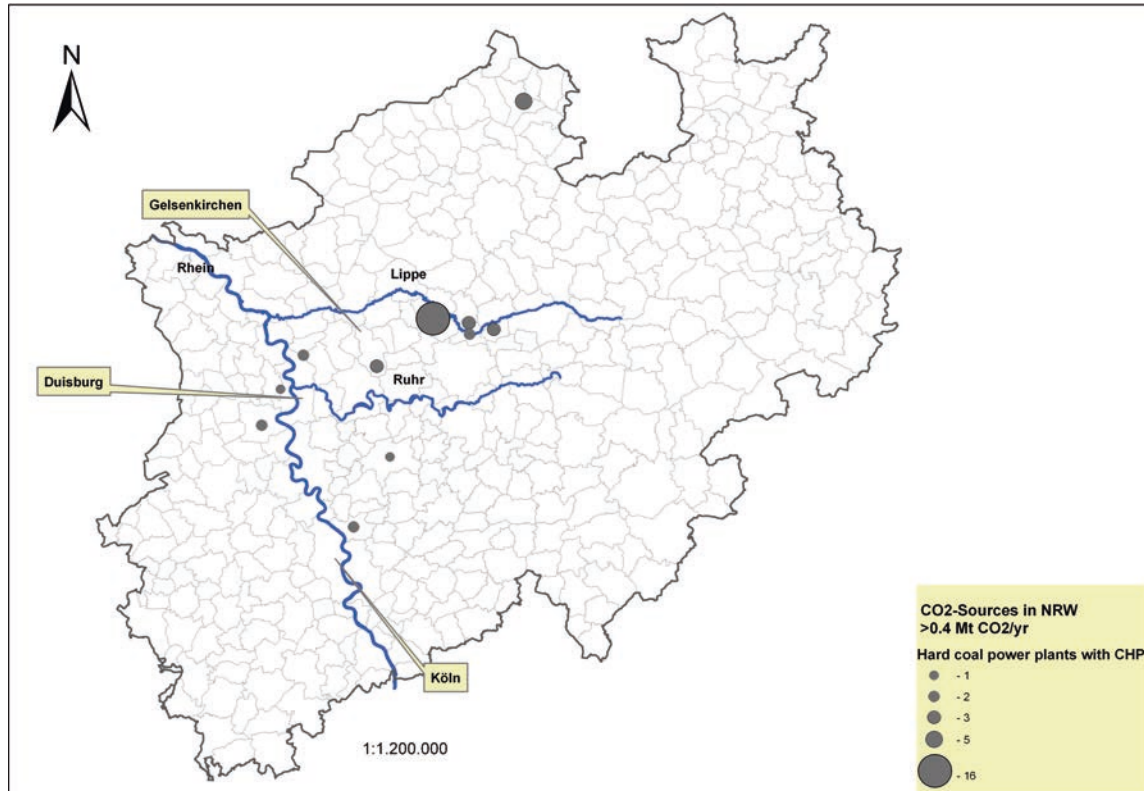 N
Gelsenkirchen
Rhein
Lippe
Duisburg
Ruhr
Köln
1:1.200.000
CO2-Sources in NRW
>0.4 Mt CO2/yr
Hard coal power plants with CHP
- 1
- 2
- 3
- 5
- 16